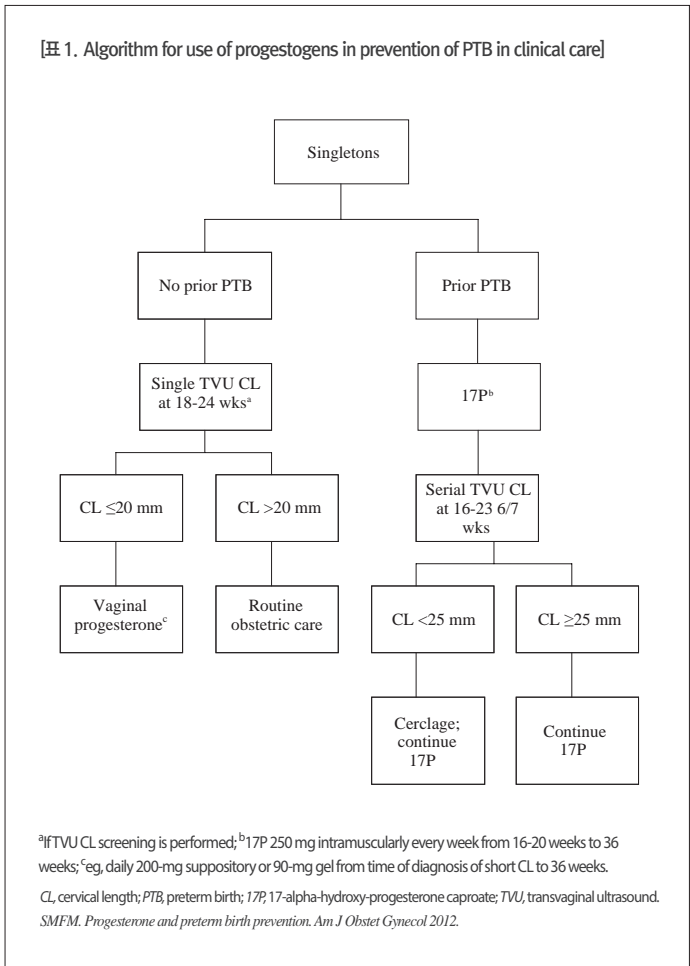 [표 1. Algorithm for use of progestogens in prevention of PTB in clinical care]
Singletons
No prior PTB
Prior PTB
Single TVU CL
at 18-24 wksᵃ
17Pᵇ
CL ≤20 mm
CL >20 mm
Serial TVU CL
at 16-23 6/7
wks
Vaginal
progesteroneᶜ
Routine
obstetric care
CL <25 mm
CL ≥25 mm
Cerclage;
continue
17P
Continue
17P
ᵃIf TVU CL screening is performed; ᵇ17P 250 mg intramuscularly every week from 16-20 weeks to 36
weeks; ᶜeg, daily 200-mg suppository or 90-mg gel from time of diagnosis of short CL to 36 weeks.
CL, cervical length; PTB, preterm birth; 17P, 17-alpha-hydroxy-progesterone caproate; TVU, transvaginal ultrasound.
SMFM. Progesterone and preterm birth prevention. Am J Obstet Gynecol 2012.